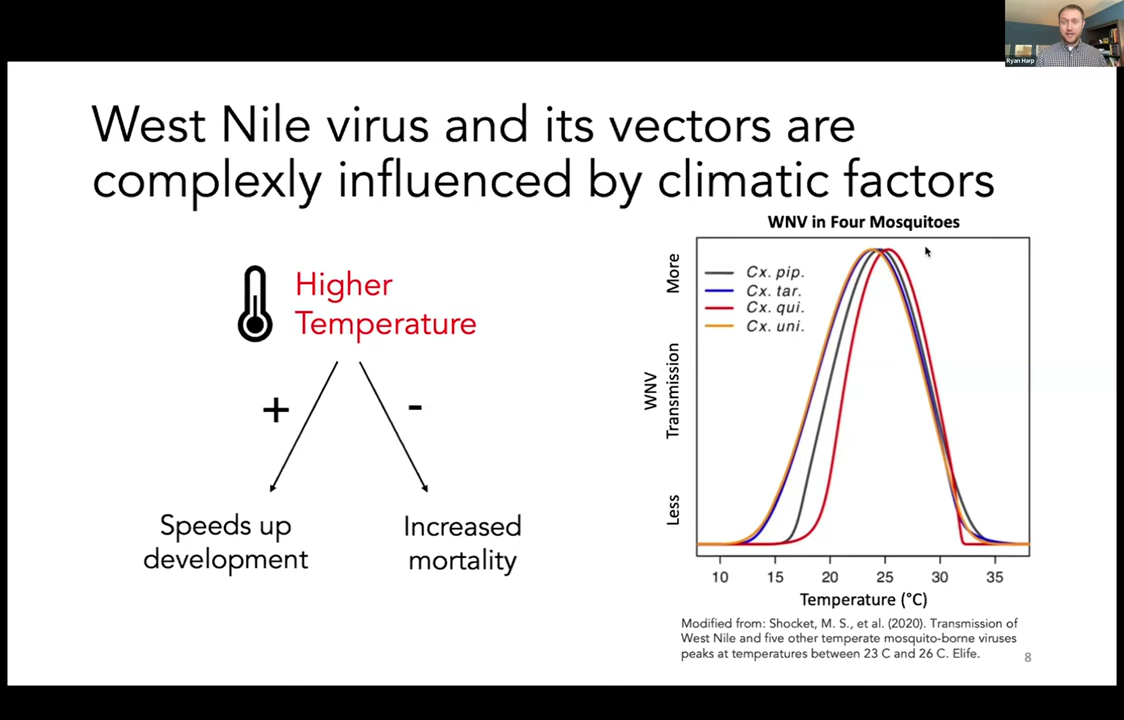 Ryan Harp
West Nile virus and its vectors are
complexly influenced by climatic factors
Higher
Temperature
+
-
Speeds up
development
Increased
mortality
WNV in Four Mosquitoes
More
WNV
Transmission
Less
Cx. pip.
Cx. tar.
Cx. qui.
Cx. uni.
10 15 20 25 30 35
Temperature (°C)
Modified from: Shocket, M. S., et al. (2020). Transmission of
West Nile and five other temperate mosquito-borne viruses
peaks at temperatures between 23 C and 26 C. Elife.
8